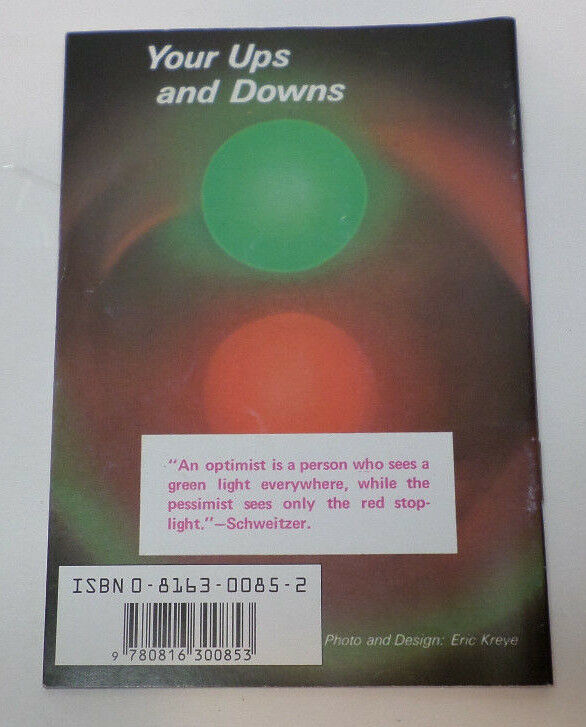 Your Ups
and Downs
"An optimist is a person who sees a
green light everywhere, while the
pessimist sees only the red stop-
light."—Schweitzer.
ISBN 0-8163-0085-2
9 780816 300853
Photo and Design: Eric Kreye